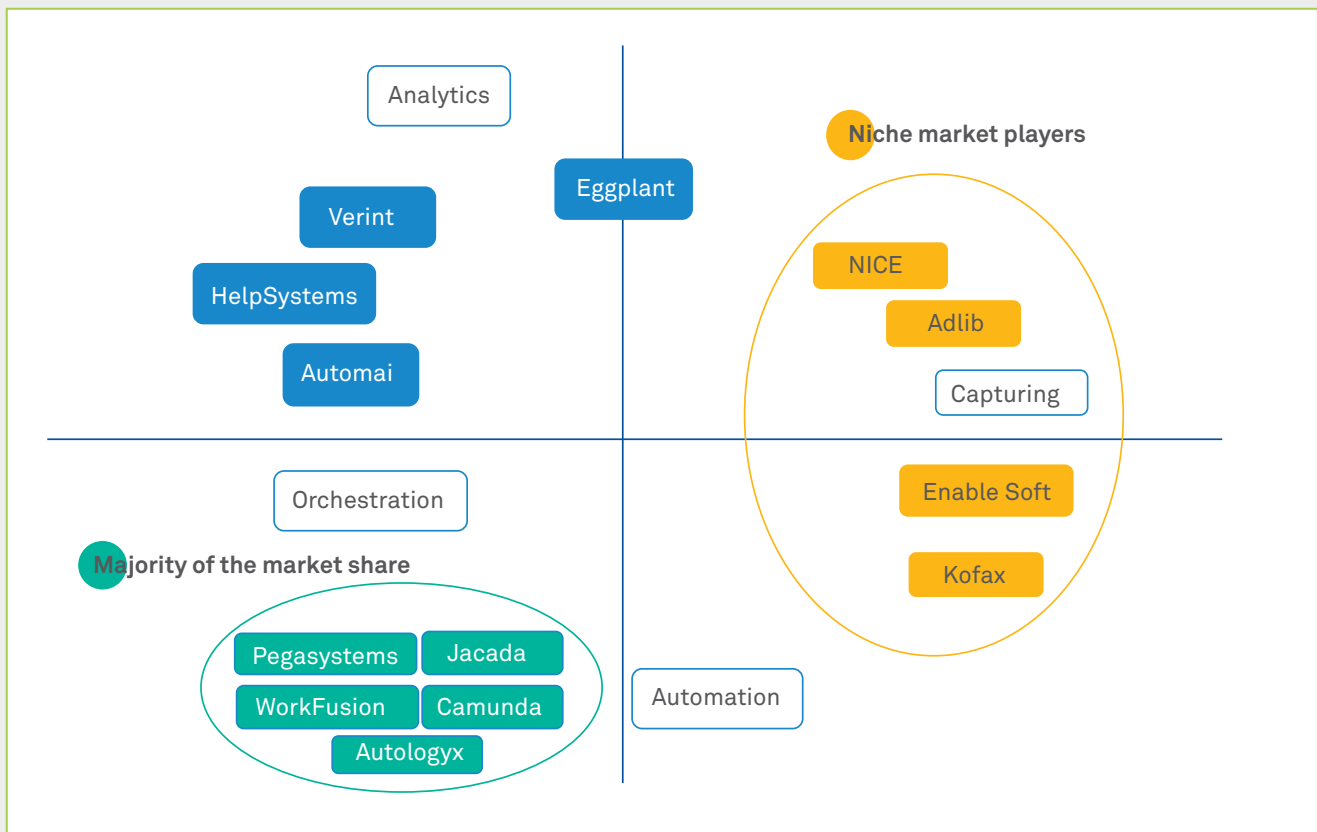 Analytics
Niche market players
Eggplant
Verint
NICE
HelpSystems
Adlib
Automai
Capturing
Orchestration
Enable Soft
Majority of the market share
Kofax
Pegasystems
Jacada
WorkFusion
Camunda
Automation
Autologyx